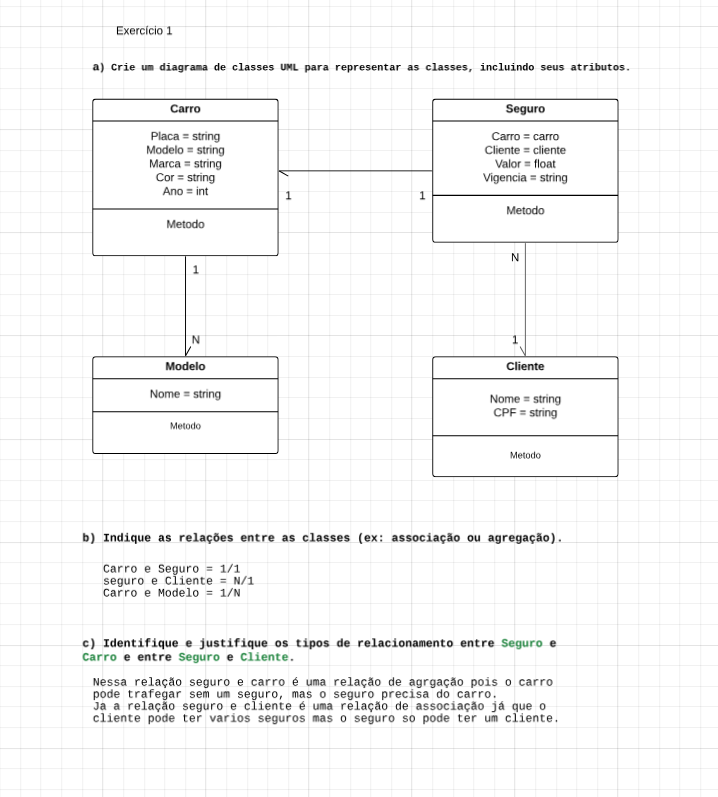 Exercício 1
a) Crie um diagrama de classes UML para representar as classes, incluindo seus atributos.
Carro
Placa = string
Modelo = string
Marca = string
Cor = string
Ano = int
Metodo
Seguro
Carro = carro
Cliente = cliente
Valor = float
Vigencia = string
Metodo
1
1
1
N
N
1
Modelo
Nome = string
Metodo
Cliente
Nome = string
CPF = string
Metodo
b) Indique as relações entre as classes (ex: associação ou agregação).
Carro e Seguro = 1/1
seguro e Cliente = N/1
Carro e Modelo = 1/N
c) Identifique e justifique os tipos de relacionamento entre Seguro e
Carro e entre Seguro e Cliente.
Nessa relação seguro e carro é uma relação de agrgação pois o carro
pode trafegar sem um seguro, mas o seguro precisa do carro.
Ja a relação seguro e cliente é uma relação de associação já que o
cliente pode ter varios seguros mas o seguro so pode ter um cliente.